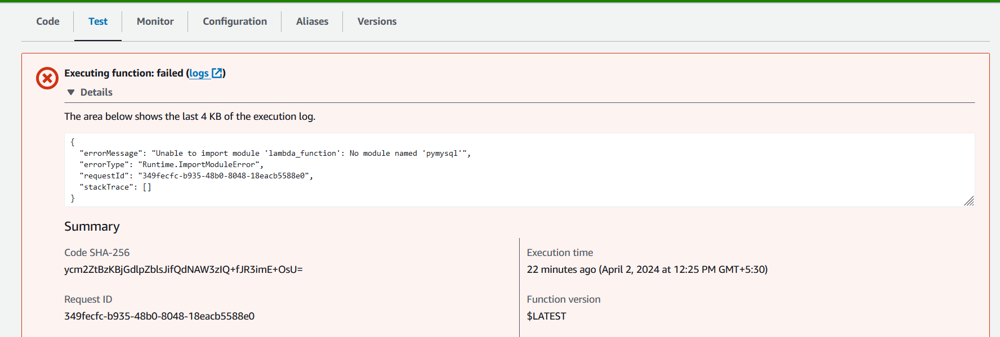 Code Test Monitor Configuration Aliases Versions
Executing function: failed (logs)
Details
The area below shows the last 4 KB of the execution log.
{
"errorMessage": "Unable to import module 'lambda_function': No module named 'pymysql'",
"errorType": "Runtime.ImportModuleError",
"requestId": "349fecfc-b935-48b0-8048-18eacb5588e0",
"stackTrace": []
}
Summary
Code SHA-256
ycm2ZtBzKBjGdlpZblsJifQdNAW3zIQ+fJR3imE+OsU=
Execution time
22 minutes ago (April 2, 2024 at 12:25 PM GMT+5:30)
Request ID
349fecfc-b935-48b0-8048-18eacb5588e0
Function version
$LATEST